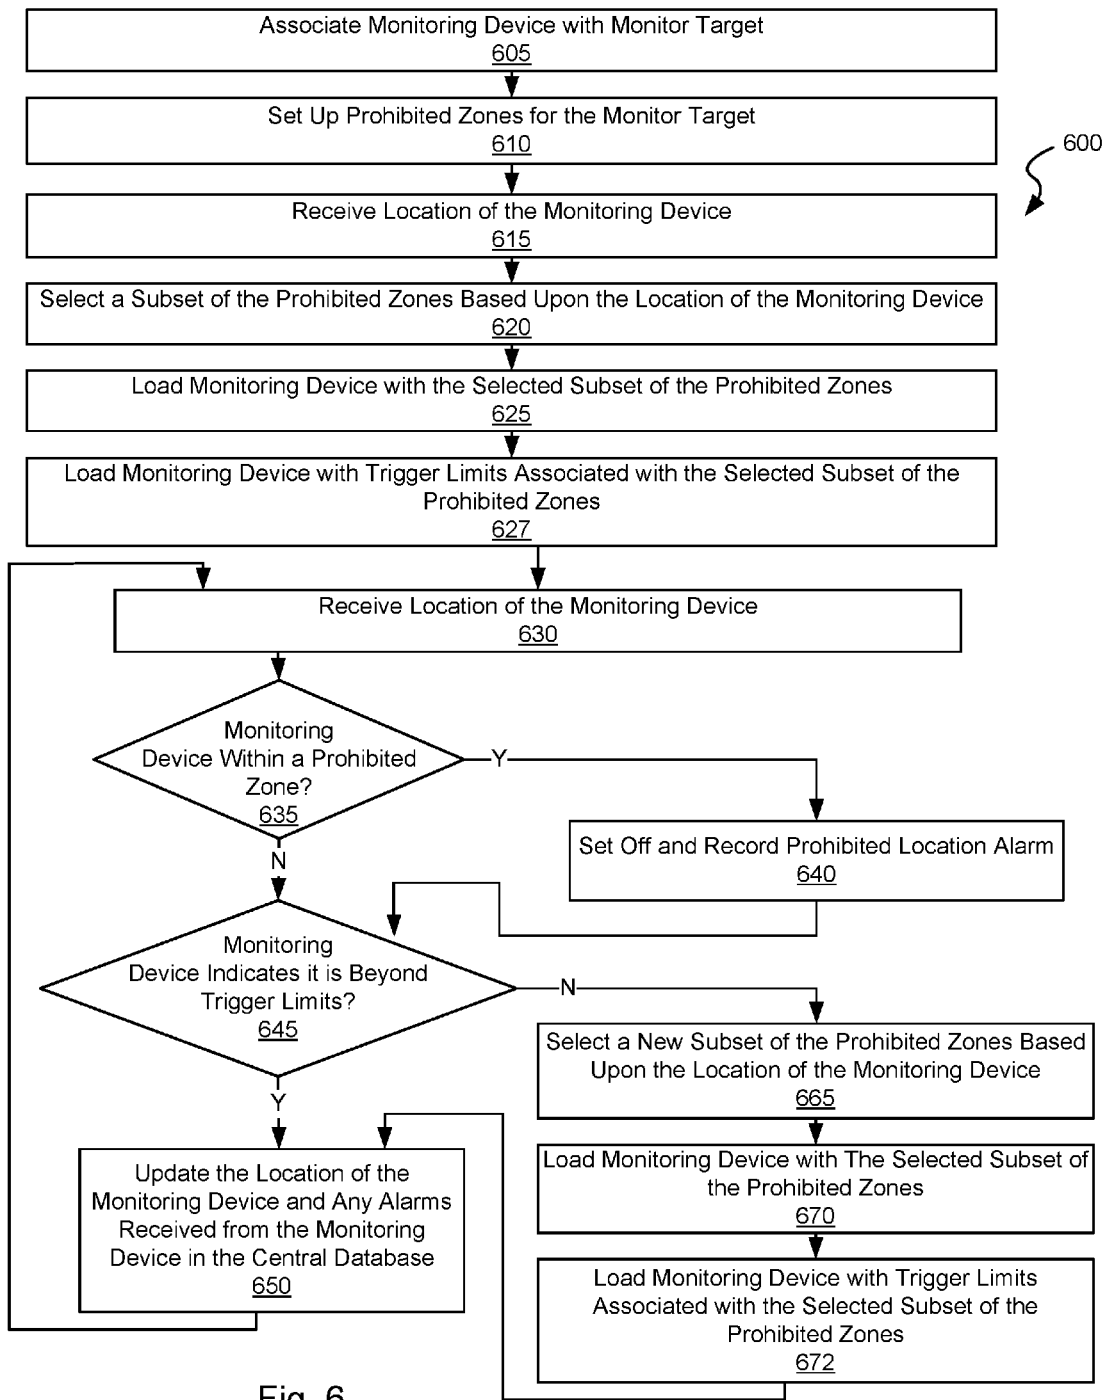 Associate Monitoring Device with Monitor Target
605
Set Up Prohibited Zones for the Monitor Target
610
600
Receive Location of the Monitoring Device
615
Select a Subset of the Prohibited Zones Based Upon the Location of the Monitoring Device
620
Load Monitoring Device with the Selected Subset of the Prohibited Zones
625
Load Monitoring Device with Trigger Limits Associated with the Selected Subset of the
Prohibited Zones
627
Receive Location of the Monitoring Device
630
Monitoring
Device Within a Prohibited
Zone?
635
Y
N
Set Off and Record Prohibited Location Alarm
640
Monitoring
Device Indicates it is Beyond
Trigger Limits?
645
N
Y
Select a New Subset of the Prohibited Zones Based
Upon the Location of the Monitoring Device
665
Load Monitoring Device with The Selected Subset of
the Prohibited Zones
670
Load Monitoring Device with Trigger Limits
Associated with the Selected Subset of the
Prohibited Zones
672
Update the Location of the
Monitoring Device and Any Alarms
Received from the Monitoring
Device in the Central Database
650
Fig. 6